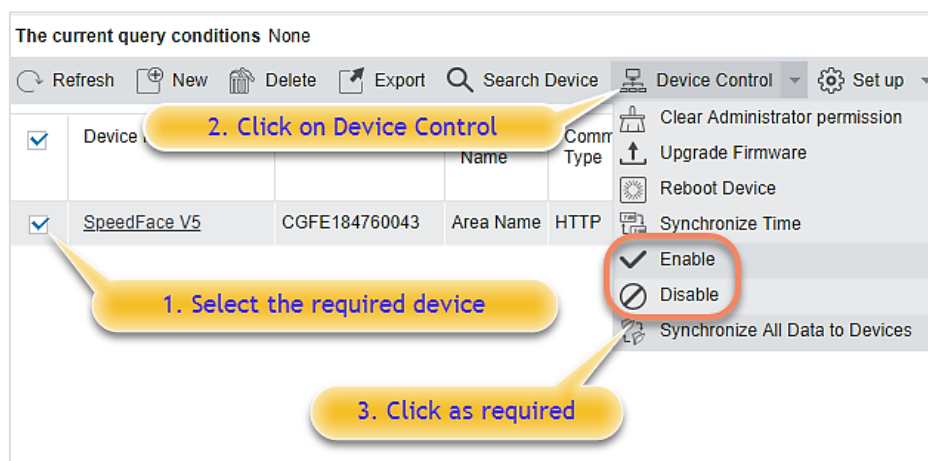 The current query conditions None
Refresh New Delete Export Search Device Device Control Set up
2. Click on Device Control
Clear Administrator permission
Device
Name
Type
Upgrade Firmware
Reboot Device
SpeedFace V5 CGFE184760043 Area Name HTTP
Synchronize Time
Enable
1. Select the required device
Disable
Synchronize All Data to Devices
3. Click as required